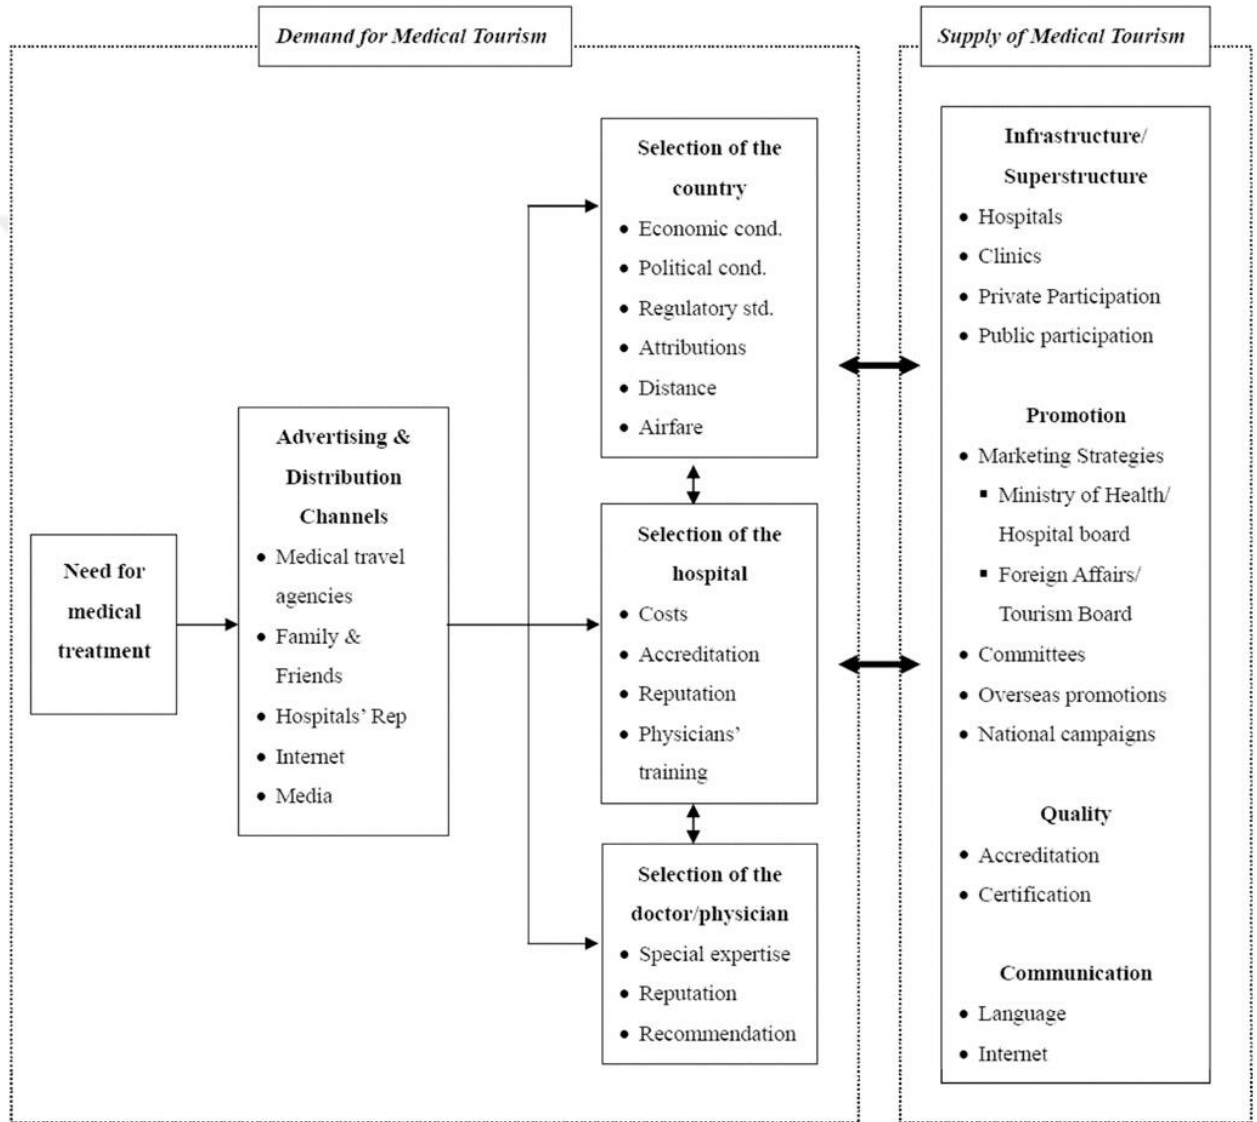 Demand for Medical Tourism
Need for
medical
treatment
Advertising &
Distribution
Channels
• Medical travel
agencies
• Family &
Friends
• Hospitals’ Rep
• Internet
• Media
Selection of the
country
• Economic cond.
• Political cond.
• Regulatory std.
• Attributions
• Distance
• Airfare
Selection of the
hospital
• Costs
• Accreditation
• Reputation
• Physicians’
training
Selection of the
doctor/physician
• Special expertise
• Reputation
• Recommendation
Supply of Medical Tourism
Infrastructure/
Superstructure
• Hospitals
• Clinics
• Private Participation
• Public participation
Promotion
• Marketing Strategies
▪ Ministry of Health/
Hospital board
▪ Foreign Affairs/
Tourism Board
• Committees
• Overseas promotions
• National campaigns
Quality
• Accreditation
• Certification
Communication
• Language
• Internet